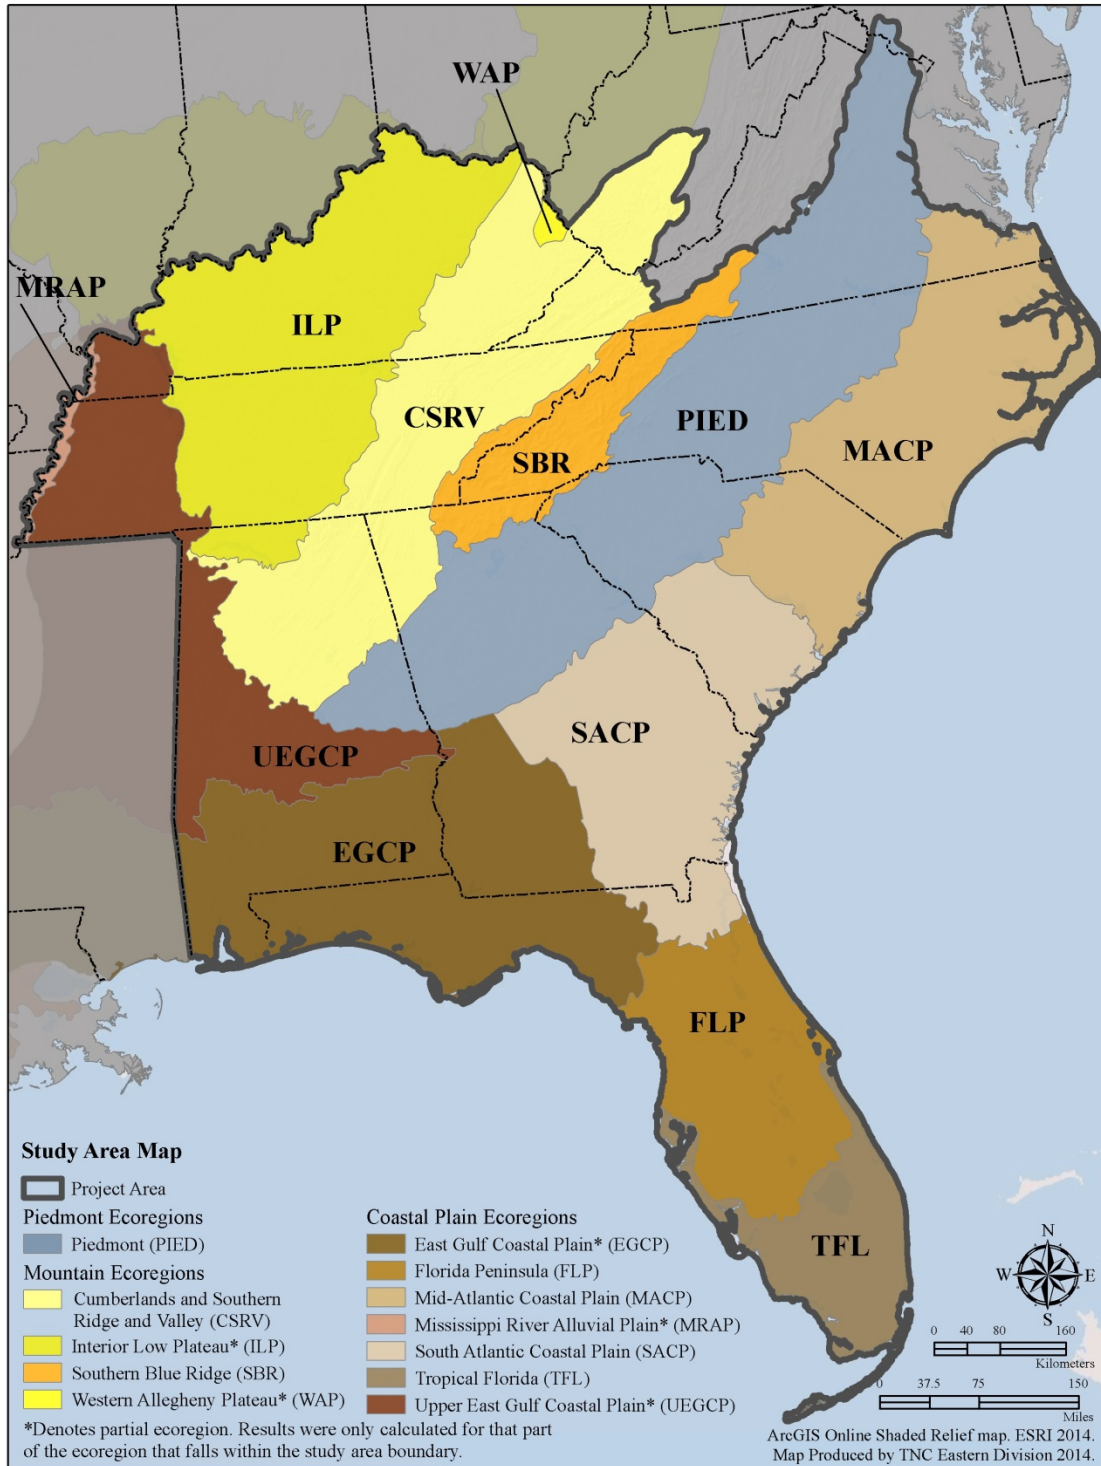 WAP
MRAP
ILP
CSRV
PIED
SBR
MACP
SACP
UEGCP
EGCP
FLP
TFL
Study Area Map
Project Area
Piedmont Ecoregions
Piedmont (PIED)
Mountain Ecoregions
Cumberlands and Southern
Ridge and Valley (CSRV)
Interior Low Plateau* (ILP)
Southern Blue Ridge (SBR)
Western Allegheny Plateau* (WAP)
Coastal Plain Ecoregions
East Gulf Coastal Plain* (EGCP)
Florida Peninsula (FLP)
Mid-Atlantic Coastal Plain (MACP)
Mississippi River Alluvial Plain* (MRAP)
South Atlantic Coastal Plain (SACP)
Tropical Florida (TFL)
Upper East Gulf Coastal Plain* (UEGCP)
*Denotes partial ecoregion. Results were only calculated for that part
of the ecoregion that falls within the study area boundary.
N
W E
S
0 40 80 160
Kilometers
0 37.5 75 150
Miles
ArcGIS Online Shaded Relief map. ESRI 2014.
Map Produced by TNC Eastern Division 2014.